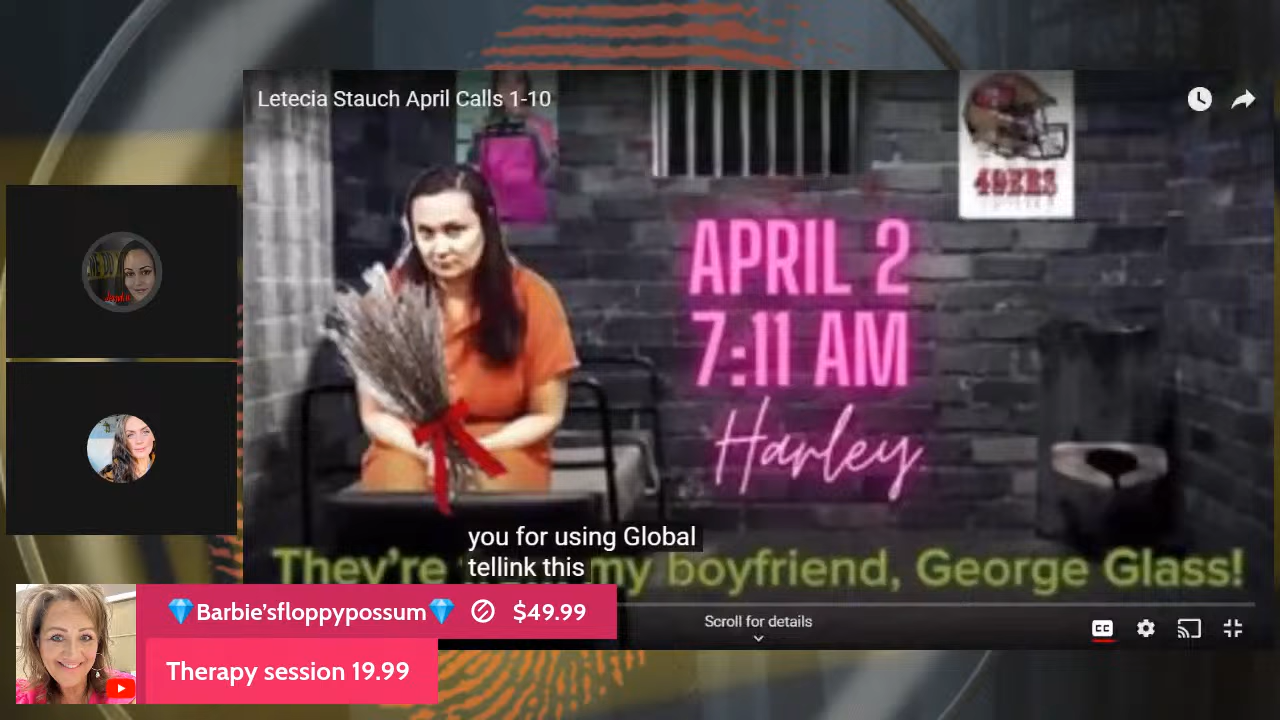 Letecia Stauch April Calls 1-10
49ERS
APRIL 2
7:11 AM
Harley
you for using Global
tellink this
They're my boyfriend, George Glass!
💎Barbie'sfloppypossum💎 $49.99
Scroll for details
CC
Therapy session 19.99